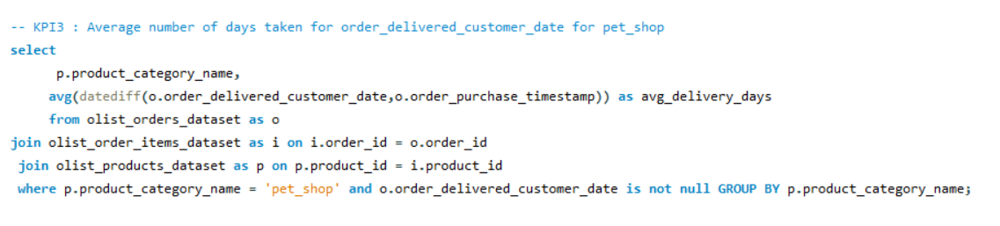 -- KPI3 : Average number of days taken for order_delivered_customer_date for pet_shop
select
p.product_category_name,
avg(datediff(o.order_delivered_customer_date,o.order_purchase_timestamp)) as avg_delivery_days
from olist_orders_dataset as o
join olist_order_items_dataset as i on i.order_id = o.order_id
join olist_products_dataset as p on p.product_id = i.product_id
where p.product_category_name = 'pet_shop' and o.order_delivered_customer_date is not null GROUP BY p.product_category_name;